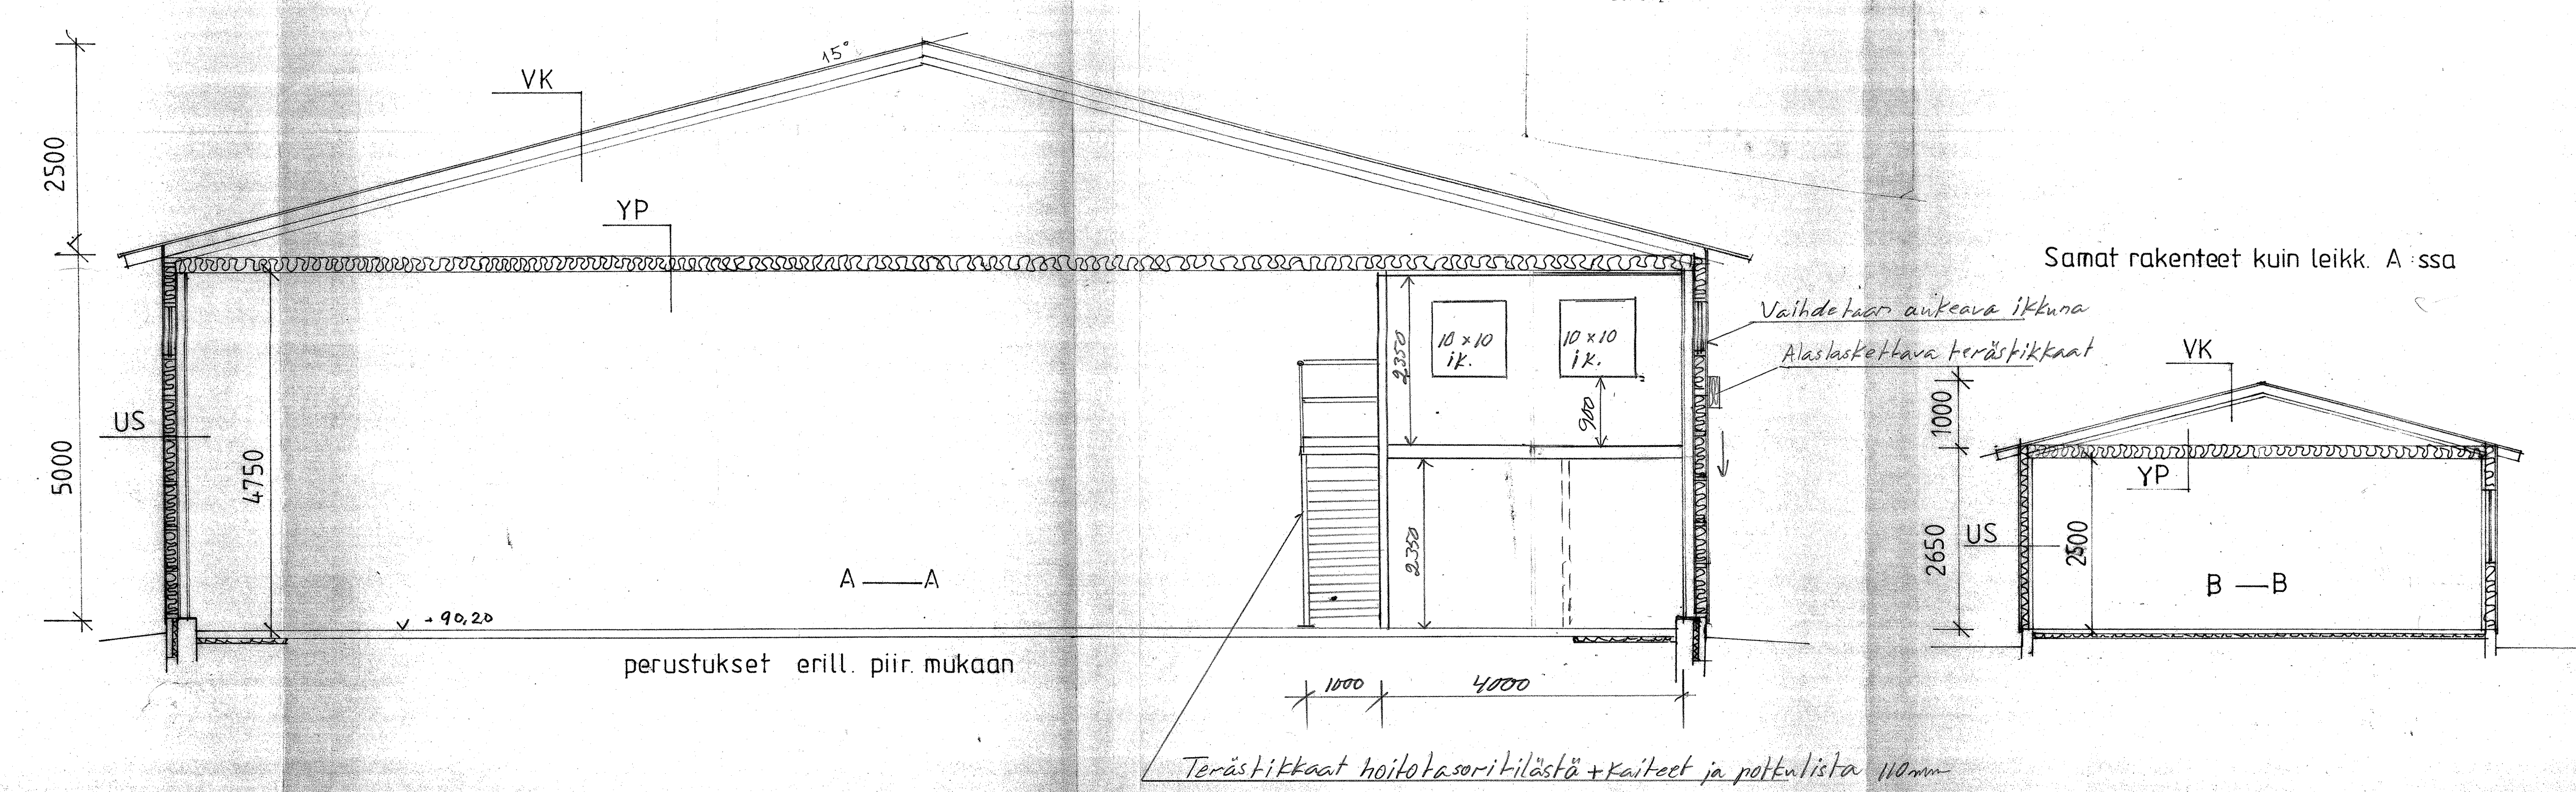 15°
VK
2500
YP
Samat rakenteet kuin leikk. A:ssa
Vaihdetaan aukeava ikkuna
10 x 10
ik.
10 x 10
ik.
2350
Alaslaskettava terästikkaat
VK
US
900
1000
5000
4750
YP
2350
US
2650
2500
A — A
B — B
+90,20
perustukset erill. piir. mukaan
1000
4000
Terästikkaat hoitotasoritilästä + kaiteet ja potkulista 110mm